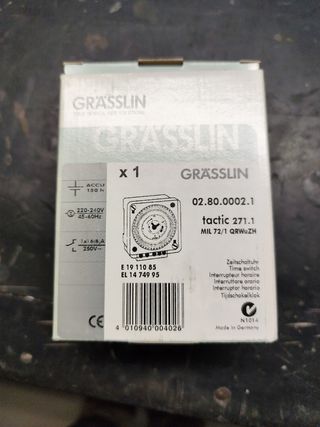 GRÄSSLIN
GRÄSSLIN
x 1
GRÄSSLIN
ACCU
150 h
02.80.0002.1
220-240V
45-60Hz
tactic 271.1
MIL 72/1 QRWuZH
250V~
E 19 110 85
EL 14 749 95
Zeitschaltuhr
Time switch
Interrupteur horaire
Interruttore orario
Interruptor horario
Tijdschakelklok
CE
4 010940 004026
N1014
Made in Germany